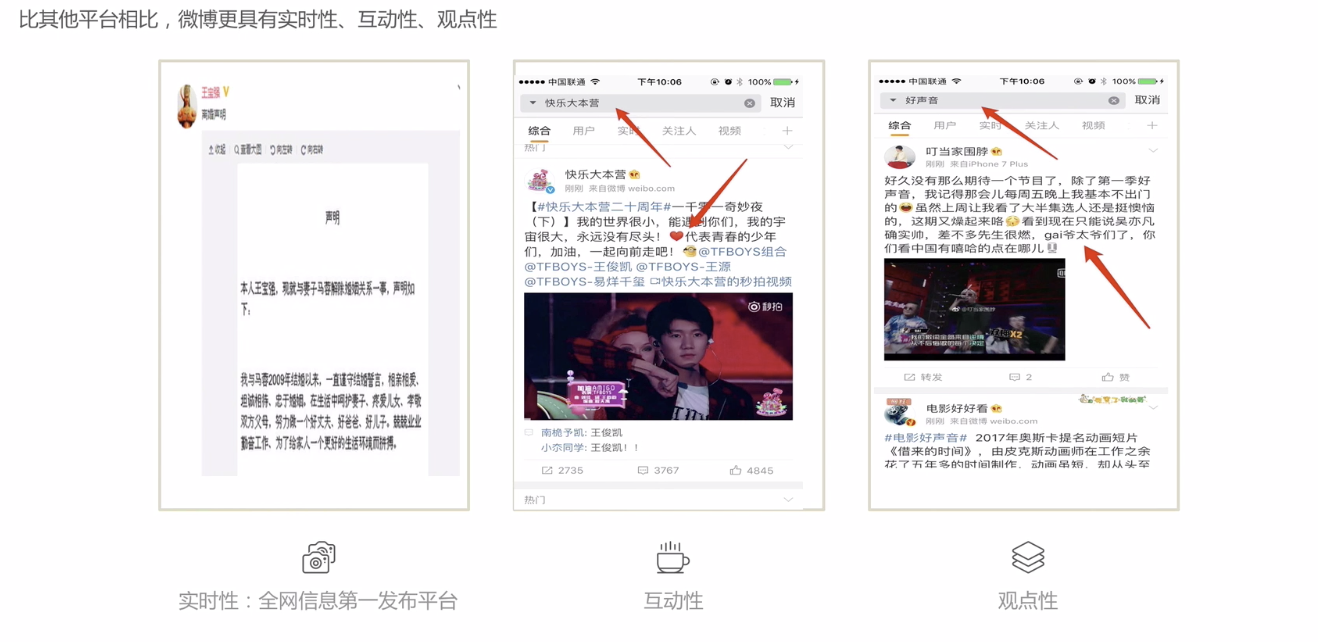 比其他平台相比，微博更具有实时性、互动性、观点性
王宝强 V
离婚声明
收起 查看大图 向左转 向右转
声明
本人王宝强，现就与妻子马蓉解除婚姻关系一事，声明如
下：
我与马蓉2009年结婚以来，一直谨守结婚誓言，相亲相爱、
坦诚相待、忠于婚姻。在生活中呵护妻子、疼爱儿女、孝敬
双方父母，努力做一个好丈夫、好爸爸、好儿子。兢兢业业
勤奋工作、为了给家人一个更好的生活环境而拼搏。
实时性：全网信息第一发布平台
中国联通 下午10:06 100%
快乐大本营 取消
综合 用户 实时 关注人 视频 +
热门
快乐大本营
刚刚 来自微博 weibo.com
【#快乐大本营二十周年#一千零一奇妙夜
（下）】我的世界很小，能遇到你们，我的宇
宙很大，永远没有尽头！代表青春的少年
们，加油，一起向前走吧！@TFBOYS组合
@TFBOYS-王俊凯 @TFBOYS-王源
@TFBOYS-易烊千玺 快乐大本营的秒拍视频
秒拍
南桅予凯: 王俊凯
小奈同学: 王俊凯！！
2735 3767 4845
热门
互动性
中国联通 下午10:06 100%
好声音 取消
综合 用户 实时 关注人 视频 +
叮当家围脖
刚刚 来自iPhone 7 Plus
好久没有那么期待一个节目了，除了第一季好
声音，我记得那会儿每周五晚上我基本不出门
的虽然上周让我看了大半集选人还是挺懊恼
的，这期又燥起来咯看到现在只能说吴亦凡
确实帅，差不多先生很燃，gai爷太爷们了，你
们看中国有嘻哈的点在哪儿
@叮当家围脖
X2
转发 2 赞
电影好好看
刚刚 来自微博 weibo.com
#电影好声音# 2017年奥斯卡提名动画短片
《借来的时间》，由皮克斯动画师在工作之余
花了五年多的时间制作，动画虽短，却从头至
观点性